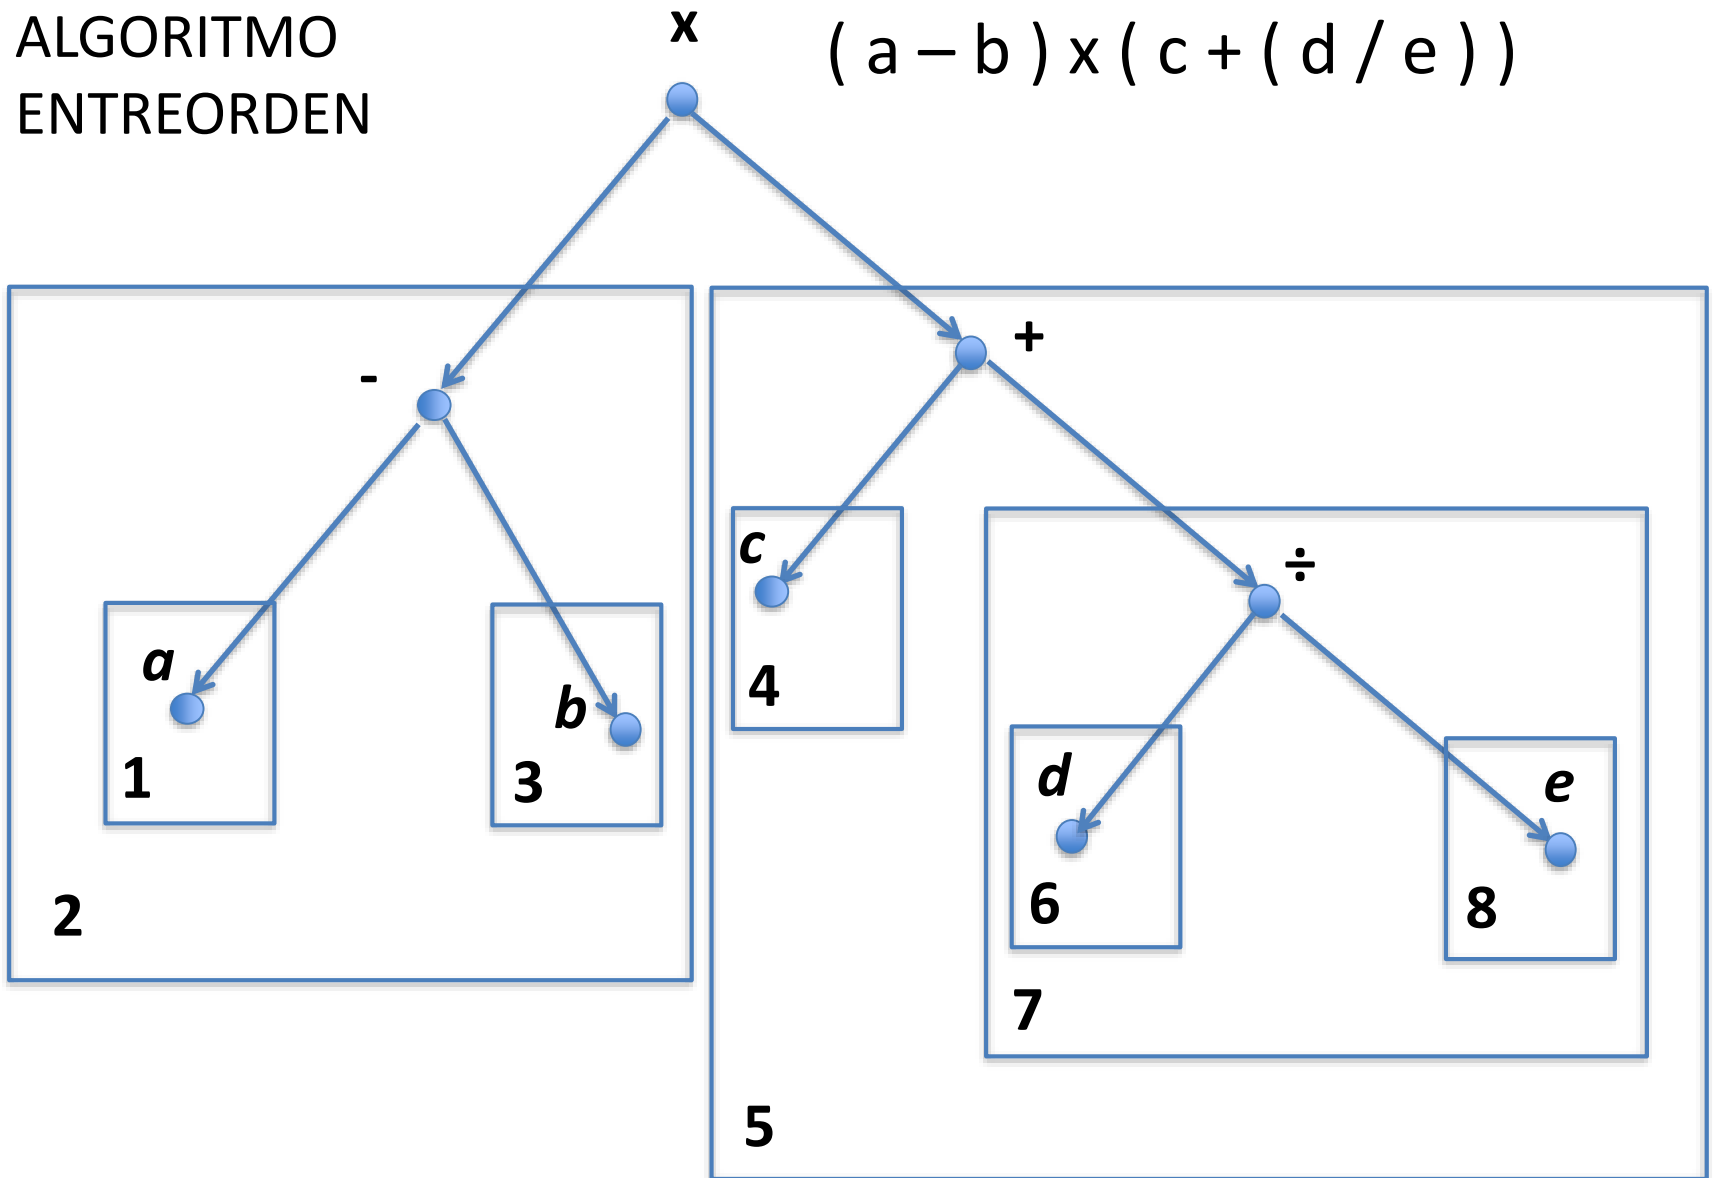 ALGORITMO
ENTREORDEN
x
( a – b ) x ( c + ( d / e ) )
-
+
c
÷
a
b
4
1
3
d
e
2
6
8
7
5